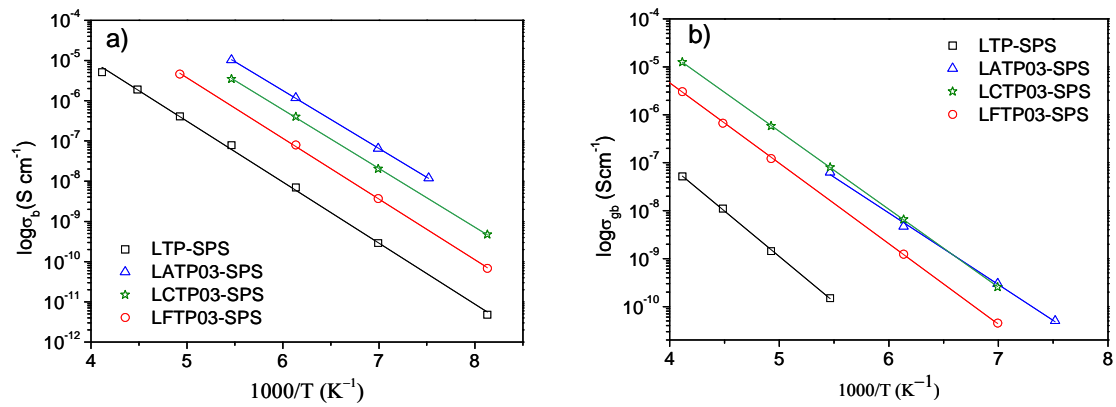 a)
10⁻⁴
10⁻⁵
10⁻⁶
10⁻⁷
10⁻⁸
10⁻⁹
10⁻¹⁰
10⁻¹¹
10⁻¹²
logσ_b(S cm⁻¹)
LTP-SPS
LATP03-SPS
LCTP03-SPS
LFTP03-SPS
4 5 6 7 8
1000/T (K⁻¹)
b)
10⁻⁴
10⁻⁵
10⁻⁶
10⁻⁷
10⁻⁸
10⁻⁹
10⁻¹⁰
logσ_gb (Scm⁻¹)
LTP-SPS
LATP03-SPS
LCTP03-SPS
LFTP03-SPS
4 5 6 7 8
1000/T (K⁻¹)